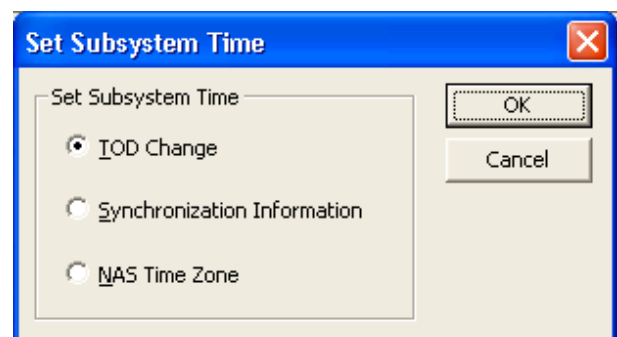 Set Subsystem Time
Set Subsystem Time
OK
TOD Change
Cancel
Synchronization Information
NAS Time Zone